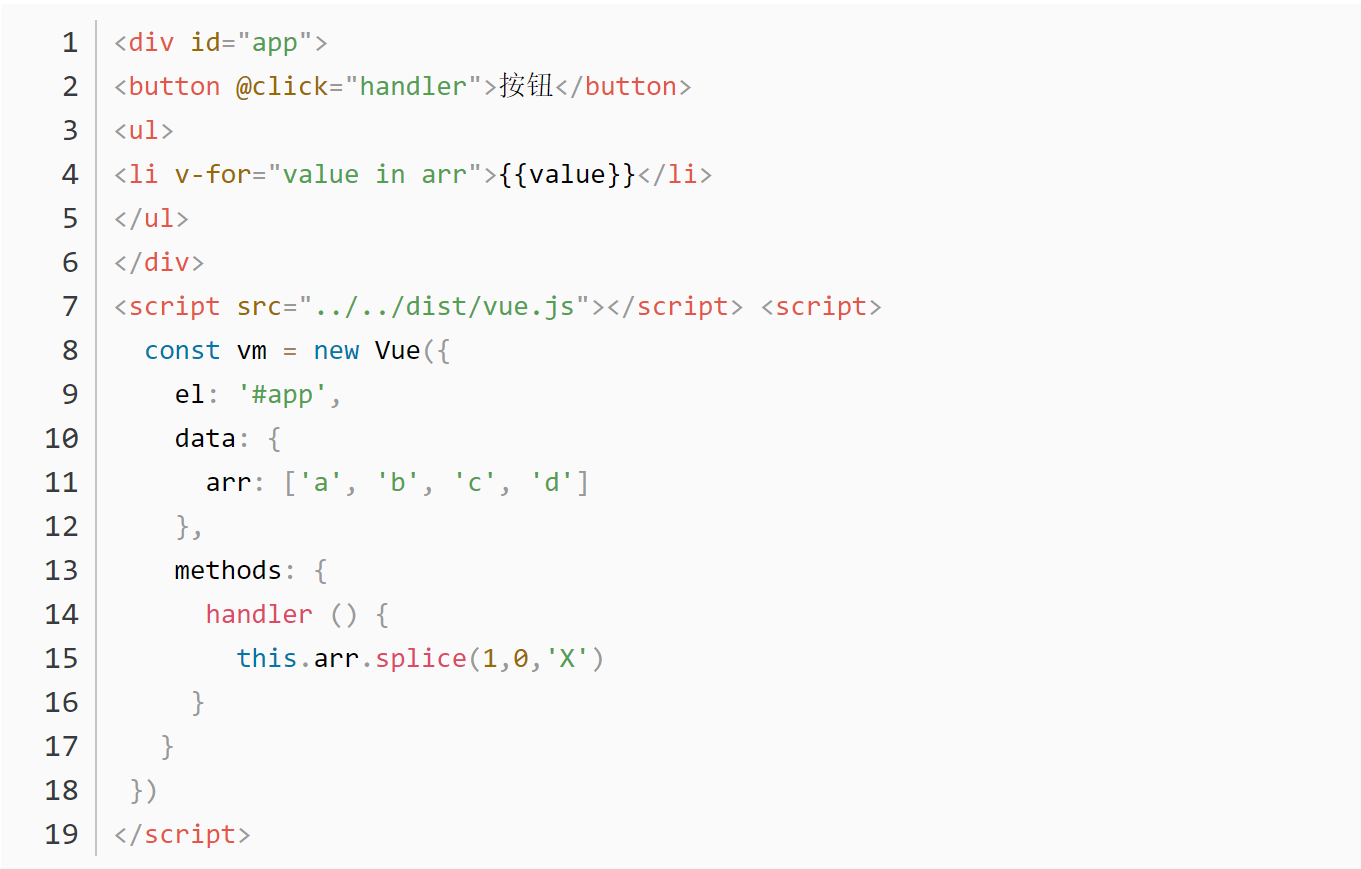 1 <div id="app">
2 <button @click="handler">按钮</button>
3 <ul>
4 <li v-for="value in arr">{{value}}</li>
5 </ul>
6 </div>
7 <script src="../../dist/vue.js"></script> <script>
8   const vm = new Vue({
9     el: '#app',
10     data: {
11       arr: ['a', 'b', 'c', 'd']
12     },
13     methods: {
14       handler () {
15         this.arr.splice(1,0,'X')
16      }
17    }
18  })
19 </script>